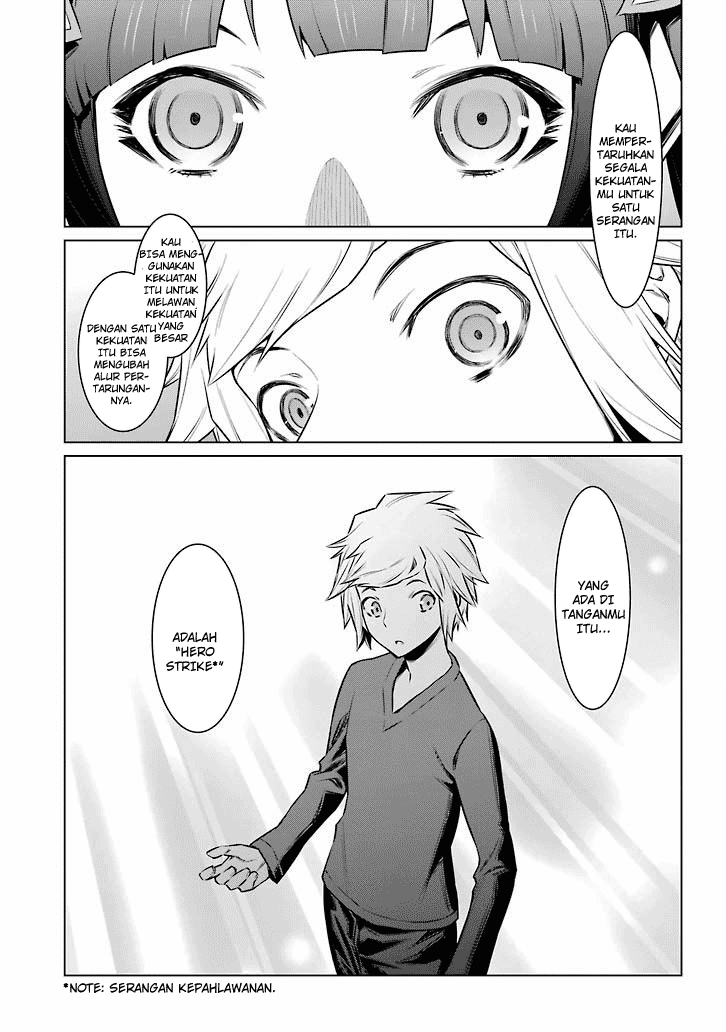 KAU
MEMPER-
TARUHKAN
SEGALA
KEKUATAN-
MU UNTUK
SATU
SERANGAN
ITU.
KAU
BISA MENG-
GUNAKAN
KEKUATAN
ITU UNTUK
MELAWAN
KEKUATAN
YANG
BESAR
DENGAN SATU
KEKUATAN
ITU BISA
MENGUBAH
ALUR PER-
TARUNGAN-
NYA.
YANG
ADA DI
TANGANMU
ITU...
ADALAH
"HERO
STRIKE*"
*NOTE: SERANGAN KEPAHLAWANAN.